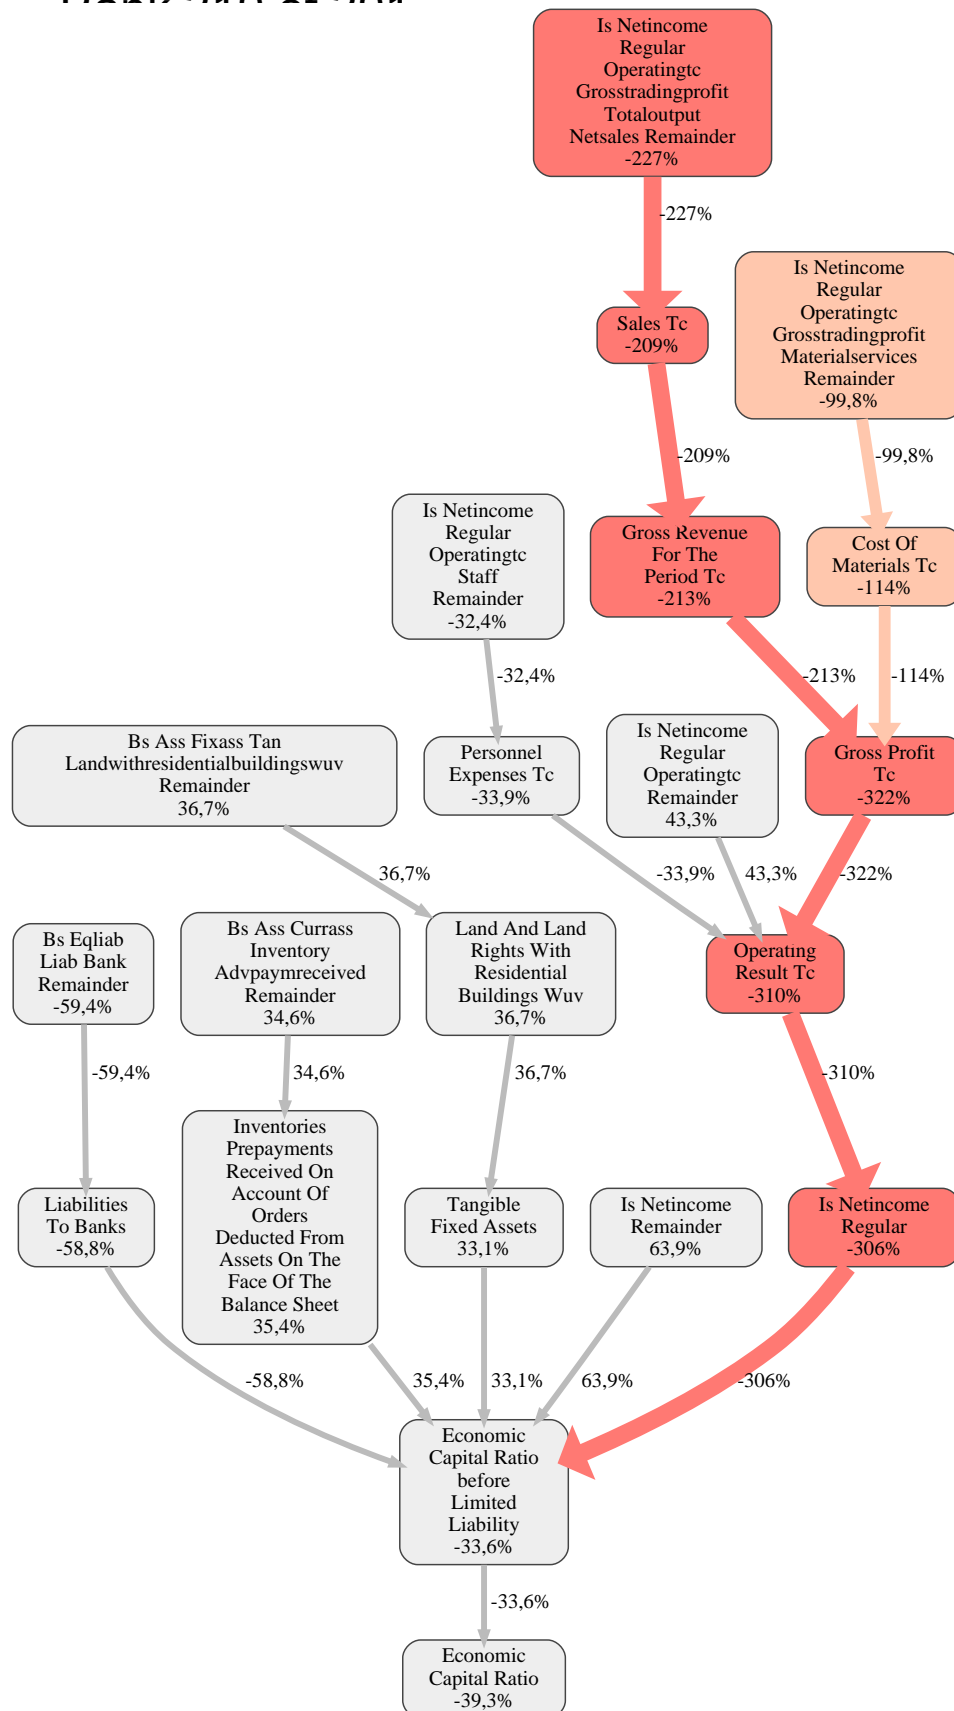 Is Netincome
Regular
Operatingtc
Grosstradingprofit
Totaloutput
Netsales Remainder
-227%
-227%
Is Netincome
Regular
Operatingtc
Grosstradingprofit
Materialservices
Remainder
-99,8%
Sales Tc
-209%
-209%
-99,8%
Is Netincome
Regular
Operatingtc
Staff
Remainder
-32,4%
Gross Revenue
For The
Period Tc
-213%
Cost Of
Materials Tc
-114%
-32,4%
-213%
-114%
Bs Ass Fixass Tan
Landwithresidentialbuildingswuv
Remainder
36,7%
Personnel
Expenses Tc
-33,9%
Is Netincome
Regular
Operatingtc
Remainder
43,3%
Gross Profit
Tc
-322%
36,7%
-33,9%
43,3%
-322%
Bs Eqliab
Liab Bank
Remainder
-59,4%
Bs Ass Currass
Inventory
Advpaymreceived
Remainder
34,6%
Land And Land
Rights With
Residential
Buildings Wuv
36,7%
Operating
Result Tc
-310%
-59,4%
34,6%
36,7%
-310%
Liabilities
To Banks
-58,8%
Inventories
Prepayments
Received On
Account Of
Orders
Deducted From
Assets On The
Face Of The
Balance Sheet
35,4%
Tangible
Fixed Assets
33,1%
Is Netincome
Remainder
63,9%
Is Netincome
Regular
-306%
-58,8%
35,4%
33,1%
63,9%
-306%
Economic
Capital Ratio
before
Limited
Liability
-33,6%
-33,6%
Economic
Capital Ratio
-39,3%